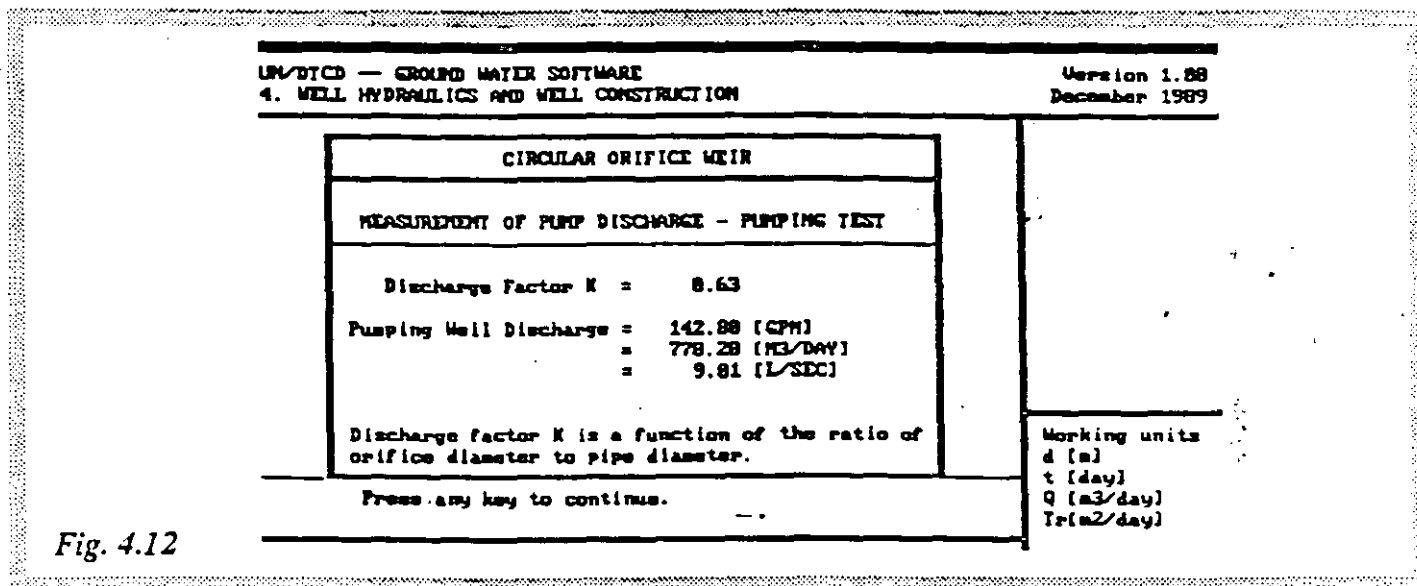 UN/DTCD — GROUND WATER SOFTWARE
4. WELL HYDRAULICS AND WELL CONSTRUCTION
Version 1.00
December 1989
CIRCULAR ORIFICE WEIR
MEASUREMENT OF PUMP DISCHARGE - PUMPING TEST
Discharge Factor K = 0.63
Pumping Well Discharge = 142.80 [GPM]
= 778.20 [M3/DAY]
= 9.01 [L/SEC]
Discharge factor K is a function of the ratio of
orifice diameter to pipe diameter.
Press any key to continue.
Working units
d [m]
t [day]
Q [m3/day]
Tr[m2/day]
Fig. 4.12